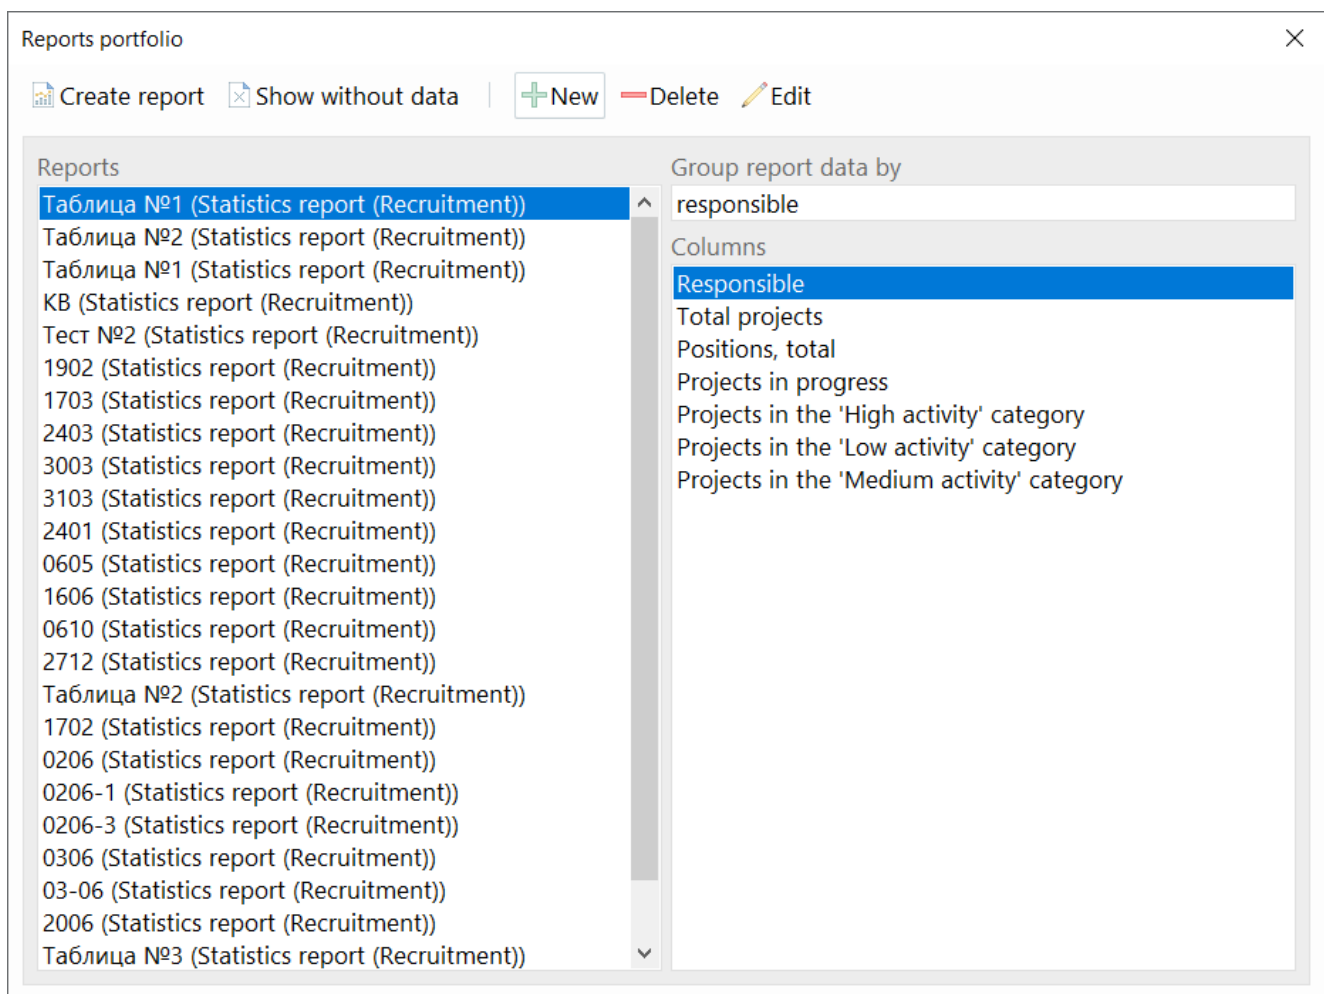 Reports portfolio
Create report Show without data New Delete Edit
Reports
Таблица №1 (Statistics report (Recruitment))
Таблица №2 (Statistics report (Recruitment))
Таблица №1 (Statistics report (Recruitment))
КВ (Statistics report (Recruitment))
Тест №2 (Statistics report (Recruitment))
1902 (Statistics report (Recruitment))
1703 (Statistics report (Recruitment))
2403 (Statistics report (Recruitment))
3003 (Statistics report (Recruitment))
3103 (Statistics report (Recruitment))
2401 (Statistics report (Recruitment))
0605 (Statistics report (Recruitment))
1606 (Statistics report (Recruitment))
0610 (Statistics report (Recruitment))
2712 (Statistics report (Recruitment))
Таблица №2 (Statistics report (Recruitment))
1702 (Statistics report (Recruitment))
0206 (Statistics report (Recruitment))
0206-1 (Statistics report (Recruitment))
0206-3 (Statistics report (Recruitment))
0306 (Statistics report (Recruitment))
03-06 (Statistics report (Recruitment))
2006 (Statistics report (Recruitment))
Таблица №3 (Statistics report (Recruitment))
Group report data by
responsible
Columns
Responsible
Total projects
Positions, total
Projects in progress
Projects in the 'High activity' category
Projects in the 'Low activity' category
Projects in the 'Medium activity' category